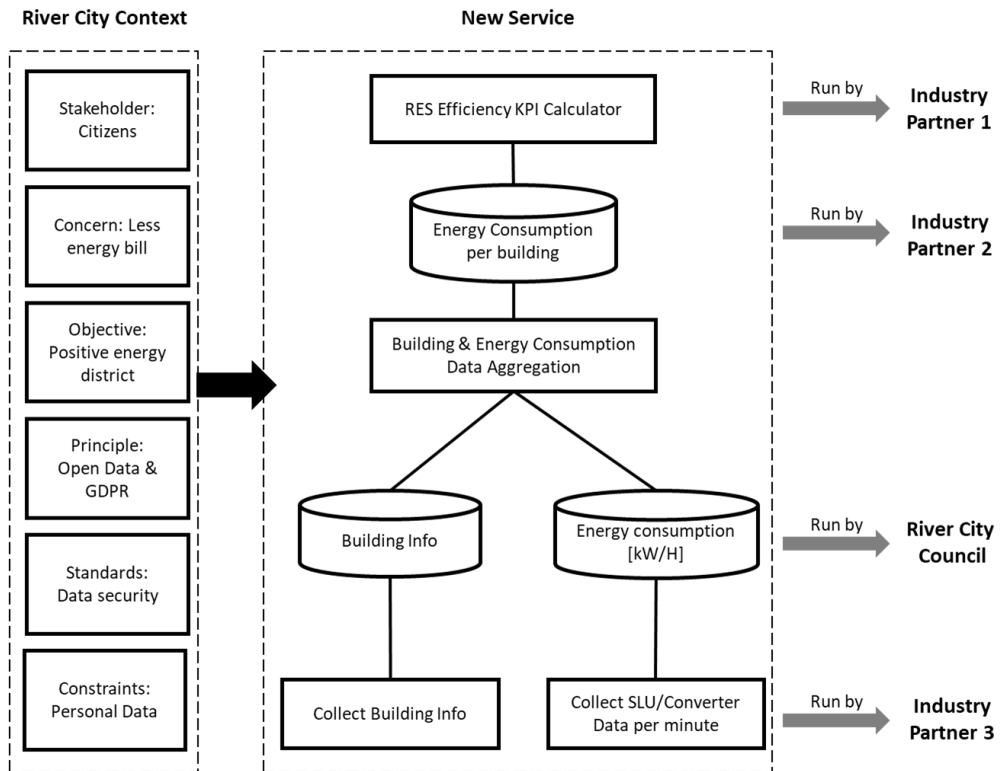 River City Context
New Service
Stakeholder:
Citizens
Concern: Less
energy bill
Objective:
Positive energy
district
Principle:
Open Data &
GDPR
Standards:
Data security
Constraints:
Personal Data
RES Efficiency KPI Calculator
Energy Consumption
per building
Building & Energy Consumption
Data Aggregation
Building Info
Energy consumption
[kW/H]
Collect Building Info
Collect SLU/Converter
Data per minute
Run by
Industry
Partner 1
Run by
Industry
Partner 2
Run by
River City
Council
Run by
Industry
Partner 3